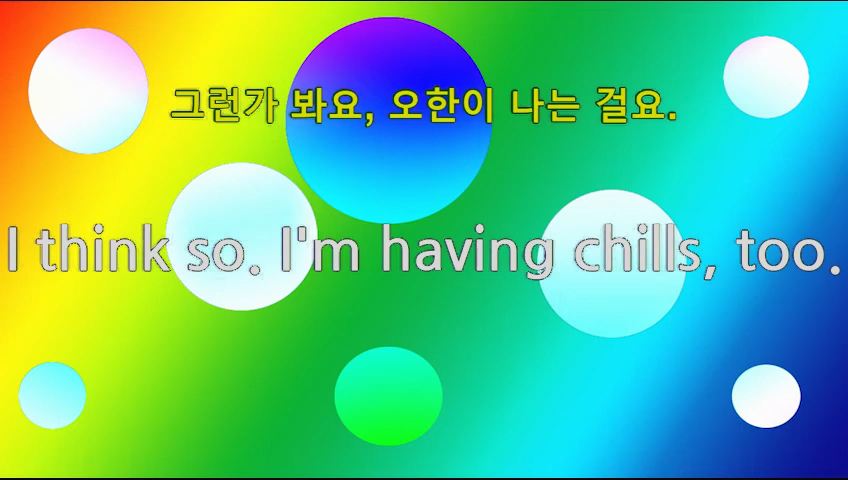 그런가 봐요, 오한이 나는 걸요.
I think so. I'm having chills, too.